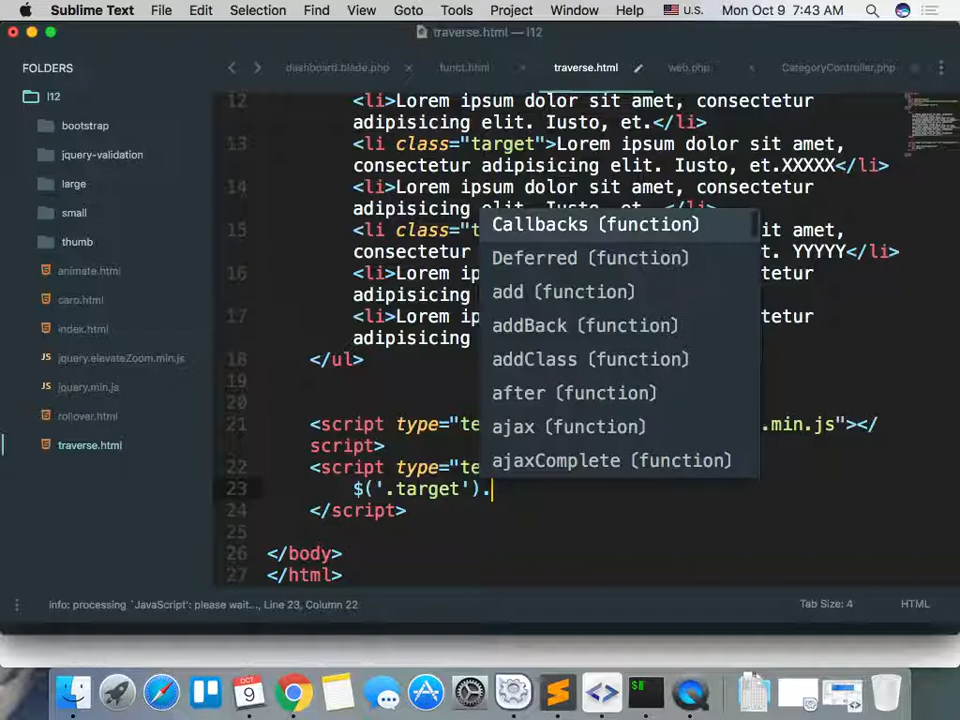 Sublime Text File Edit Selection Find View Goto Tools Project Window Help U.S. Mon Oct 9 7:43 AM
traverse.html — l12
FOLDERS
l12
bootstrap
jquery-validation
large
small
thumb
animate.html
caro.html
index.html
jquery.elevateZoom.min.js
jquery.min.js
rollover.html
traverse.html
dashboard.blade.php funct.html traverse.html web.php CategoryController.php
12 <li>Lorem ipsum dolor sit amet, consectetur
adipisicing elit. Iusto, et.</li>
13 <li class="target">Lorem ipsum dolor sit amet,
consectetur adipisicing elit. Iusto, et.XXXXX</li>
14 <li>Lorem ipsum dolor sit amet, consectetur
adipisicing elit. Iusto, et.</li>
15 <li class="t sit amet,
consectetur t. YYYYY</li>
16 <li>Lorem ip tetur
adipisicing
17 <li>Lorem ip tetur
adipisicing
18 </ul>
19
20
21 <script type="te .min.js"></
script>
22 <script type="te
23 $('.target').
24 </script>
25
26 </body>
27 </html>
Callbacks (function)
Deferred (function)
add (function)
addBack (function)
addClass (function)
after (function)
ajax (function)
ajaxComplete (function)
info: processing `JavaScript': please wait..., Line 23, Column 22 Tab Size: 4 HTML
9